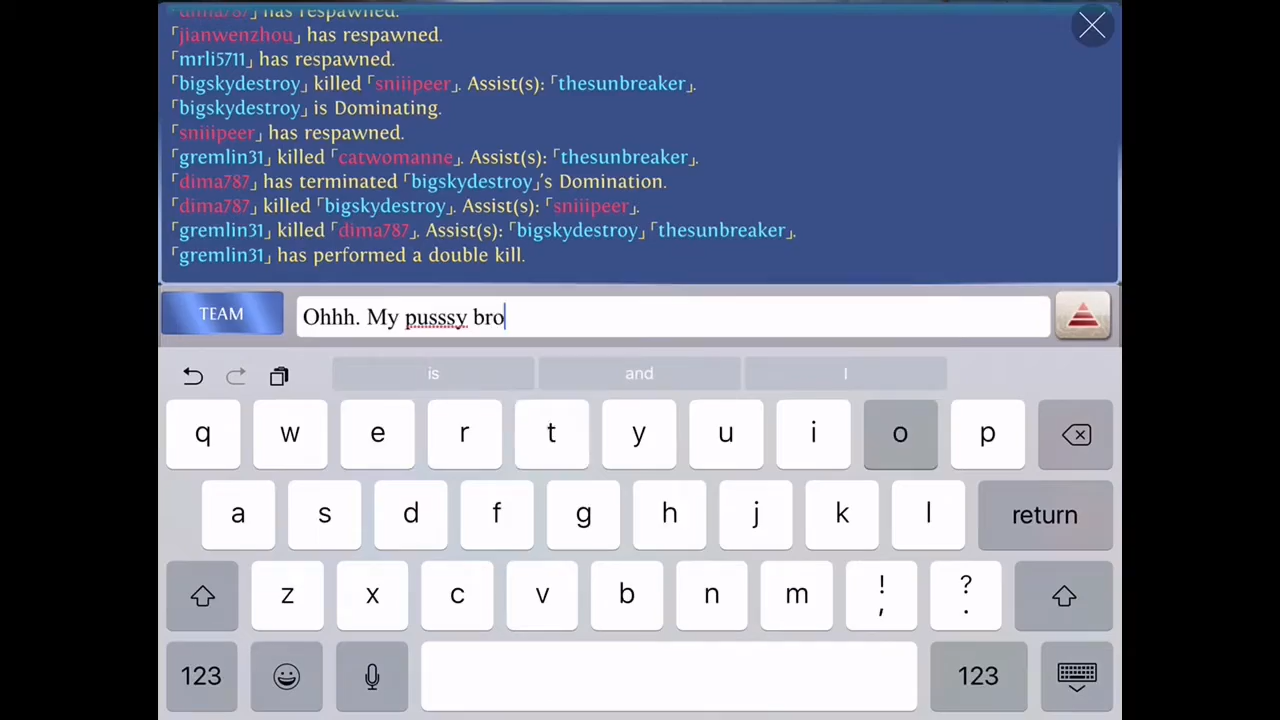 「dima787」 has respawned.
「jianwenzhou」 has respawned.
「mrli5711」 has respawned.
「bigskydestroy」 killed 「sniiipeer」. Assist(s): 「thesunbreaker」.
「bigskydestroy」 is Dominating.
「sniiipeer」 has respawned.
「gremlin31」 killed 「catwomanne」. Assist(s): 「thesunbreaker」.
「dima787」 has terminated 「bigskydestroy」's Domination.
「dima787」 killed 「bigskydestroy」. Assist(s): 「sniiipeer」.
「gremlin31」 killed 「dima787」. Assist(s): 「bigskydestroy」「thesunbreaker」.
「gremlin31」 has performed a double kill.
TEAM Ohhh. My pusssy bro
is and I
q w e r t y u i o p
a s d f g h j k l return
z x c v b n m ! , ? .
123 123